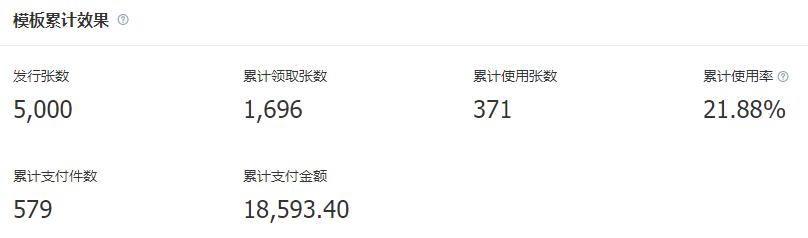 模板累计效果
发行张数 累计领取张数 累计使用张数 累计使用率
5,000 1,696 371 21.88%
累计支付件数 累计支付金额
579 18,593.40